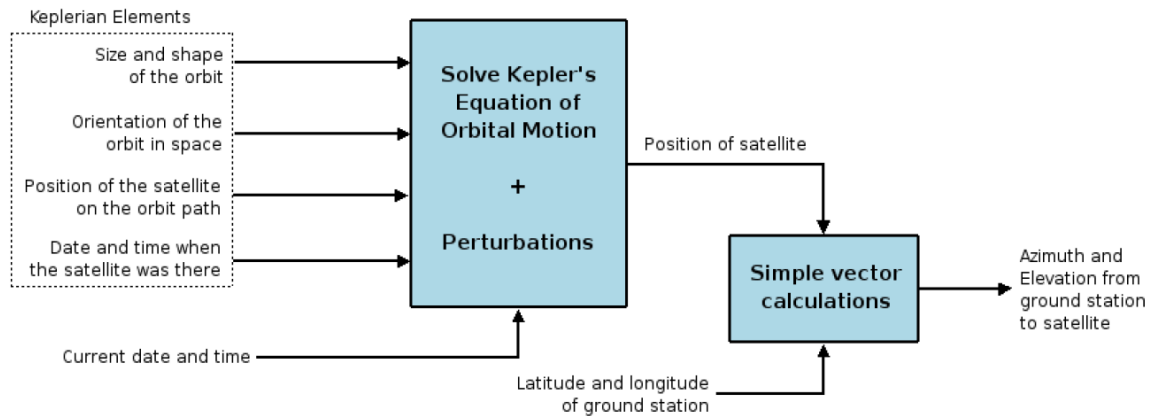 Keplerian Elements
Size and shape
of the orbit
Orientation of the
orbit in space
Position of the satellite
on the orbit path
Date and time when
the satellite was there
Current date and time
Solve Kepler's
Equation of
Orbital Motion
+
Perturbations
Position of satellite
Simple vector
calculations
Latitude and longitude
of ground station
Azimuth and
Elevation from
ground station
to satellite